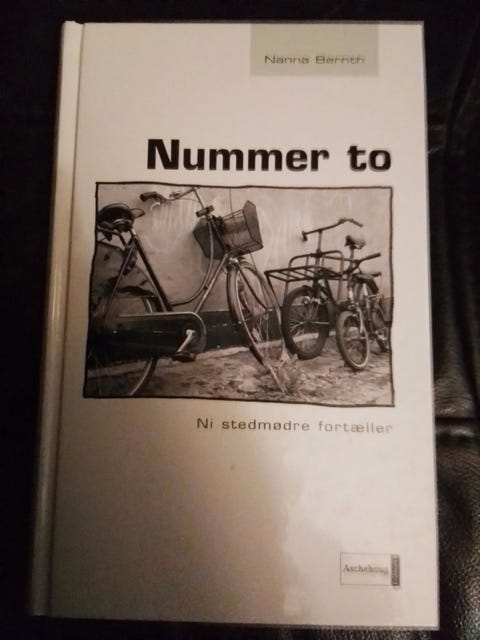 Nanna Bernth
Nummer to
Ni stedmødre fortæller
Aschehoug